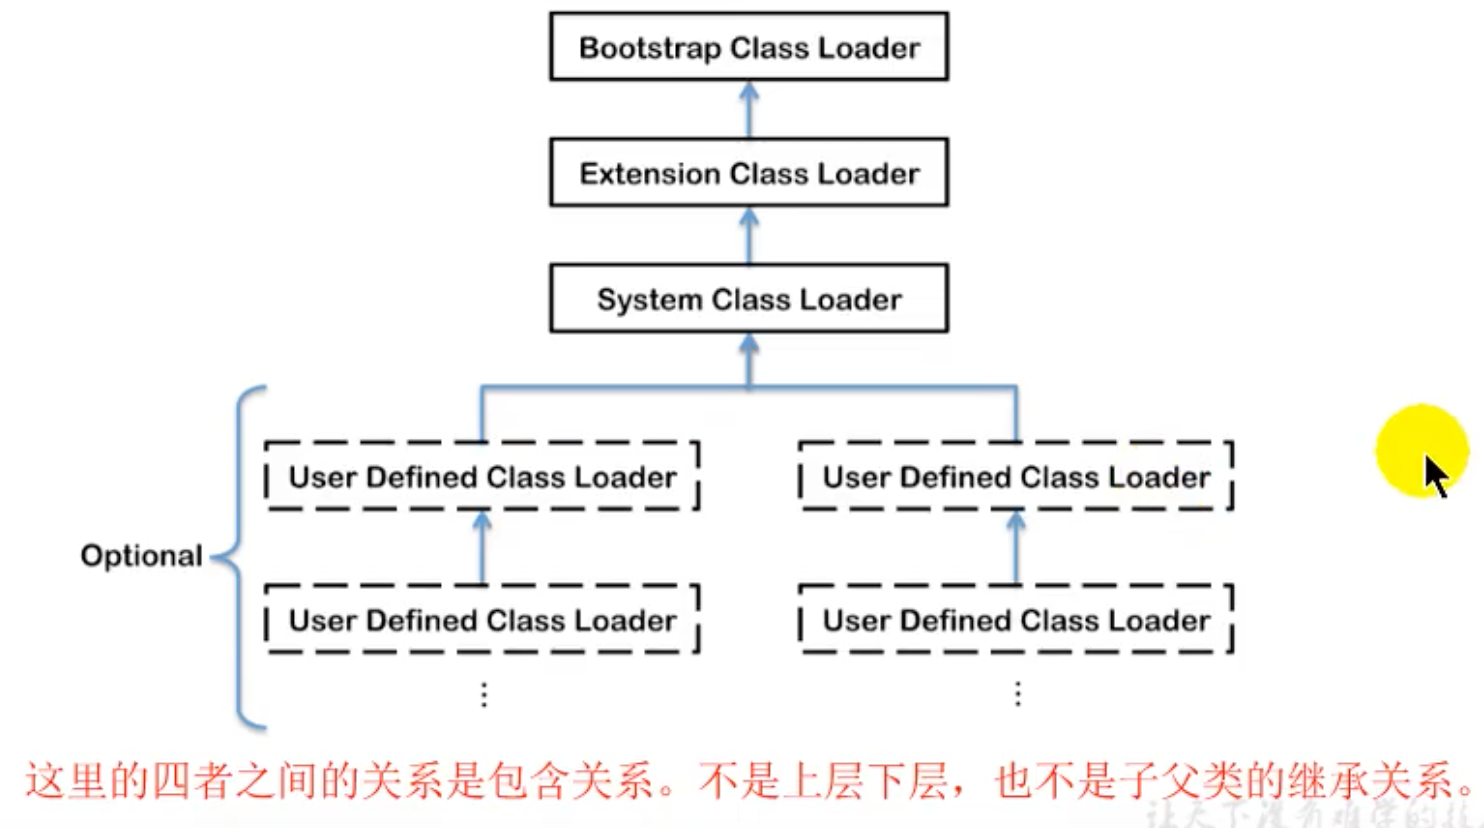 Bootstrap Class Loader
Extension Class Loader
System Class Loader
User Defined Class Loader
User Defined Class Loader
Optional
User Defined Class Loader
User Defined Class Loader
⋮
⋮
这里的四者之间的关系是包含关系。不是上层下层，也不是子父类的继承关系。
让天下没有难学的技